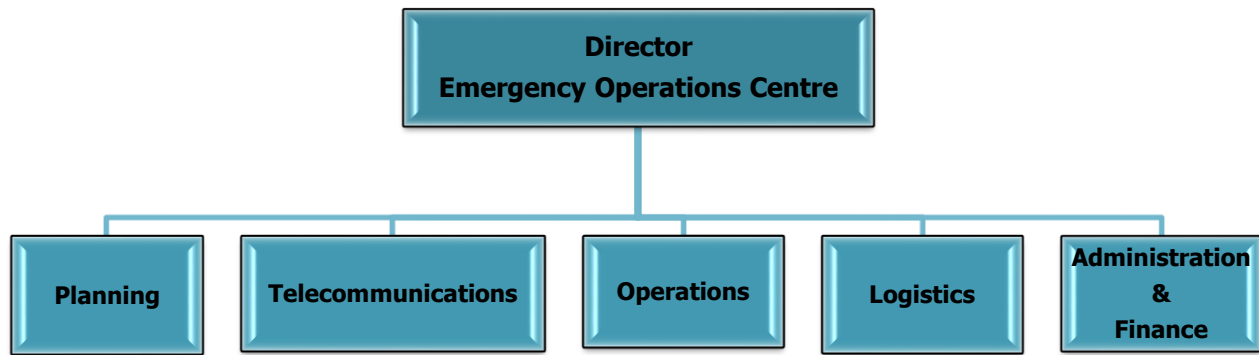 Director
Emergency Operations Centre
Planning
Telecommunications
Operations
Logistics
Administration
&
Finance